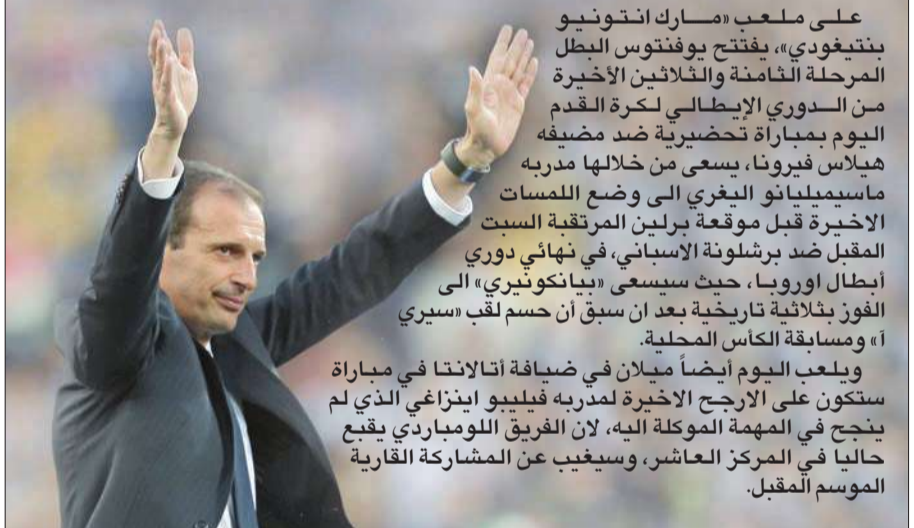 على ملعب «مارك انتونيو
بنتيغودي»، يفتتح يوفنتوس البطل
المرحلة الثامنة والثلاثين الأخيرة
من الدوري الإيطالي لكرة القدم
اليوم بمباراة تحضيرية ضد مضيفه
هيلاس فيرونا، يسعى من خلالها مدربه
ماسيميليانو اليغري الى وضع اللمسات
الاخيرة قبل موقعة برلين المرتقبة السبت
المقبل ضد برشلونة الاسباني، في نهائي دوري
أبطال اوروبا، حيث سيسعى «بيانكونيري» الى
الفوز بثلاثية تاريخية بعد ان سبق أن حسم لقب «سيري
آ» ومسابقة الكأس المحلية.
ويلعب اليوم أيضاً ميلان في ضيافة أتالانتا في مباراة
ستكون على الارجح الاخيرة لمدربه فيليبو اينزاغي الذي لم
ينجح في المهمة الموكلة اليه، لان الفريق اللومباردي يقبع
حاليا في المركز العاشر، وسيغيب عن المشاركة القارية
الموسم المقبل.